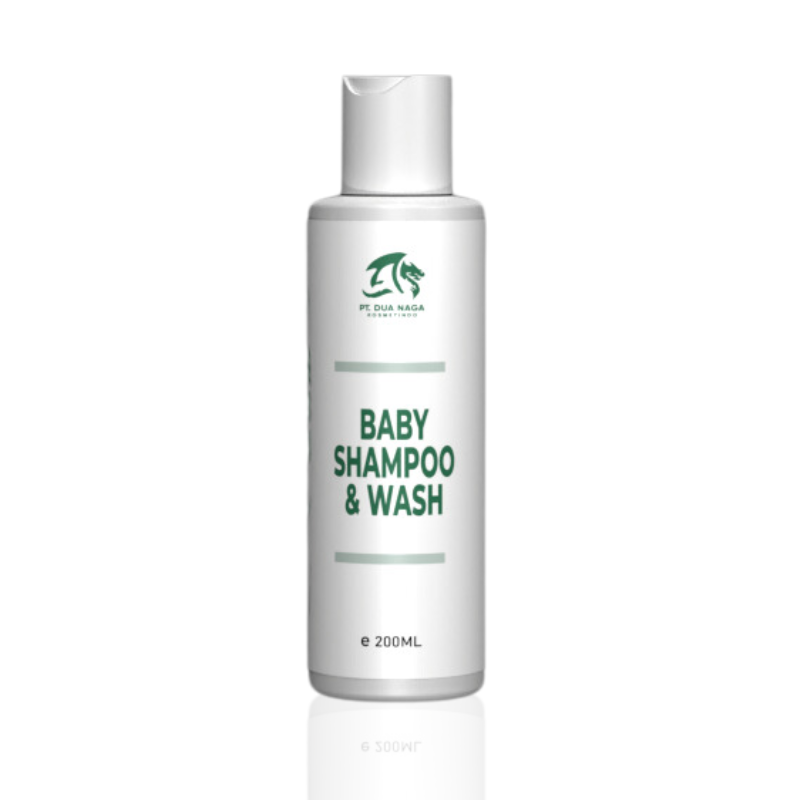 PT. DUA NAGA
KOSMETINDO
BABY
SHAMPOO
& WASH
e 200ML